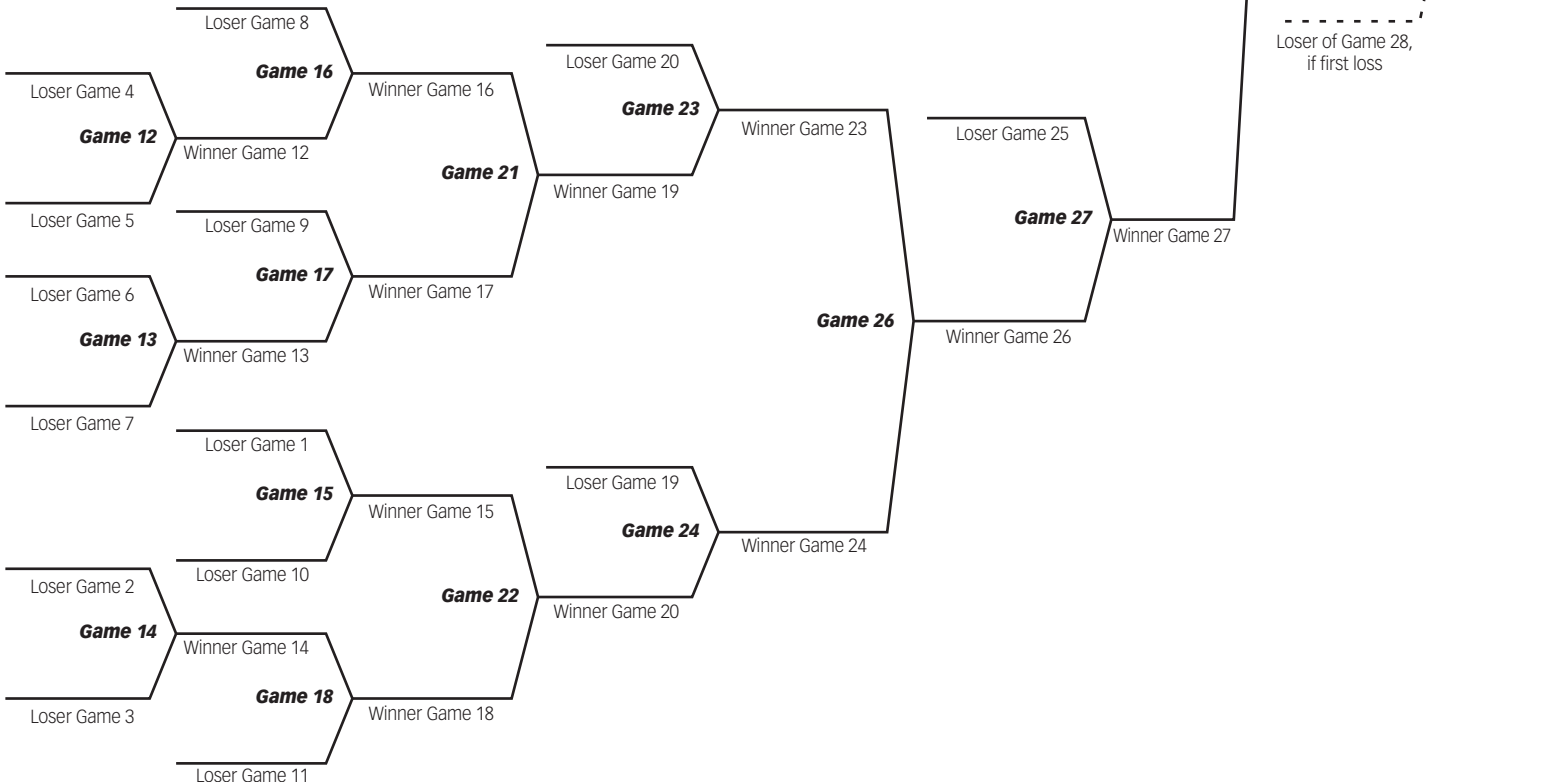 Loser Game 8
Game 16
Loser Game 4
Game 12
Loser Game 5
Winner Game 12
Winner Game 16
Loser Game 9
Game 17
Loser Game 6
Game 13
Loser Game 7
Winner Game 13
Winner Game 17
Game 21
Loser Game 20
Game 23
Winner Game 19
Winner Game 23
Loser Game 1
Game 15
Loser Game 10
Winner Game 15
Loser Game 2
Game 14
Loser Game 3
Winner Game 14
Game 18
Loser Game 11
Winner Game 18
Game 22
Loser Game 19
Game 24
Winner Game 20
Winner Game 24
Game 26
Loser Game 25
Game 27
Winner Game 26
Winner Game 27
Loser of Game 28,
if first loss